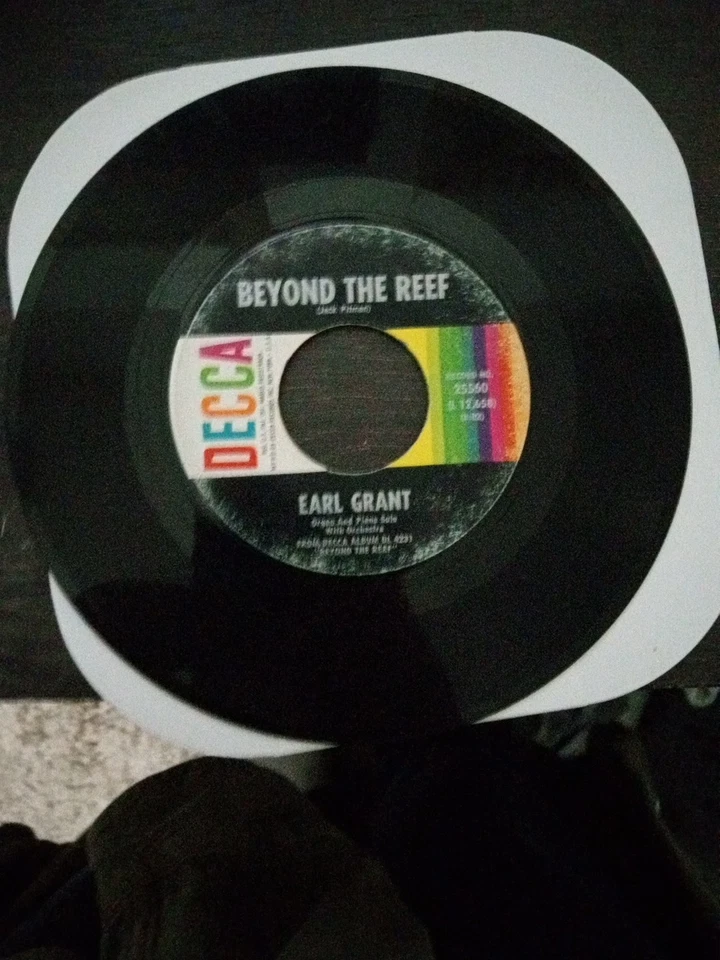 BEYOND THE REEF
(Jack Pitman)
DECCA
RECORD NO.
25560
EARL GRANT
Organ And Piano Solo
With Orchestra
FROM DECCA ALBUM DL 4231
"BEYOND THE REEF"